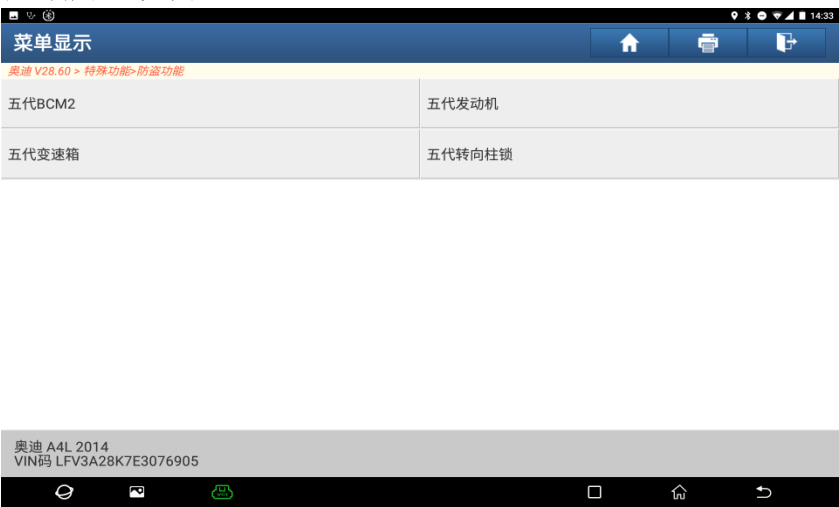 14:33
菜单显示
奥迪 V28.60 > 特殊功能>防盗功能
五代BCM2
五代发动机
五代变速箱
五代转向柱锁
奥迪 A4L 2014
VIN码 LFV3A28K7E3076905